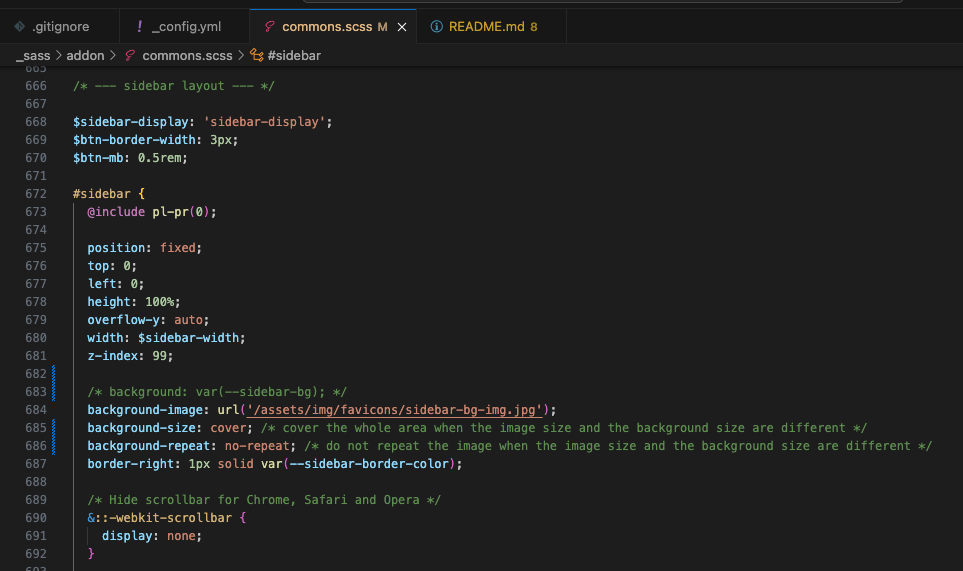 .gitignore
! _config.yml
commons.scss M ×
README.md 8
_sass > addon > commons.scss > #sidebar
665
666 /* --- sidebar layout --- */
667
668 $sidebar-display: 'sidebar-display';
669 $btn-border-width: 3px;
670 $btn-mb: 0.5rem;
671
672 #sidebar {
673 @include pl-pr(0);
674
675 position: fixed;
676 top: 0;
677 left: 0;
678 height: 100%;
679 overflow-y: auto;
680 width: $sidebar-width;
681 z-index: 99;
682
683 /* background: var(--sidebar-bg); */
684 background-image: url('/assets/img/favicons/sidebar-bg-img.jpg');
685 background-size: cover; /* cover the whole area when the image size and the background size are different */
686 background-repeat: no-repeat; /* do not repeat the image when the image size and the background size are different */
687 border-right: 1px solid var(--sidebar-border-color);
688
689 /* Hide scrollbar for Chrome, Safari and Opera */
690 &::-webkit-scrollbar {
691 display: none;
692 }
693